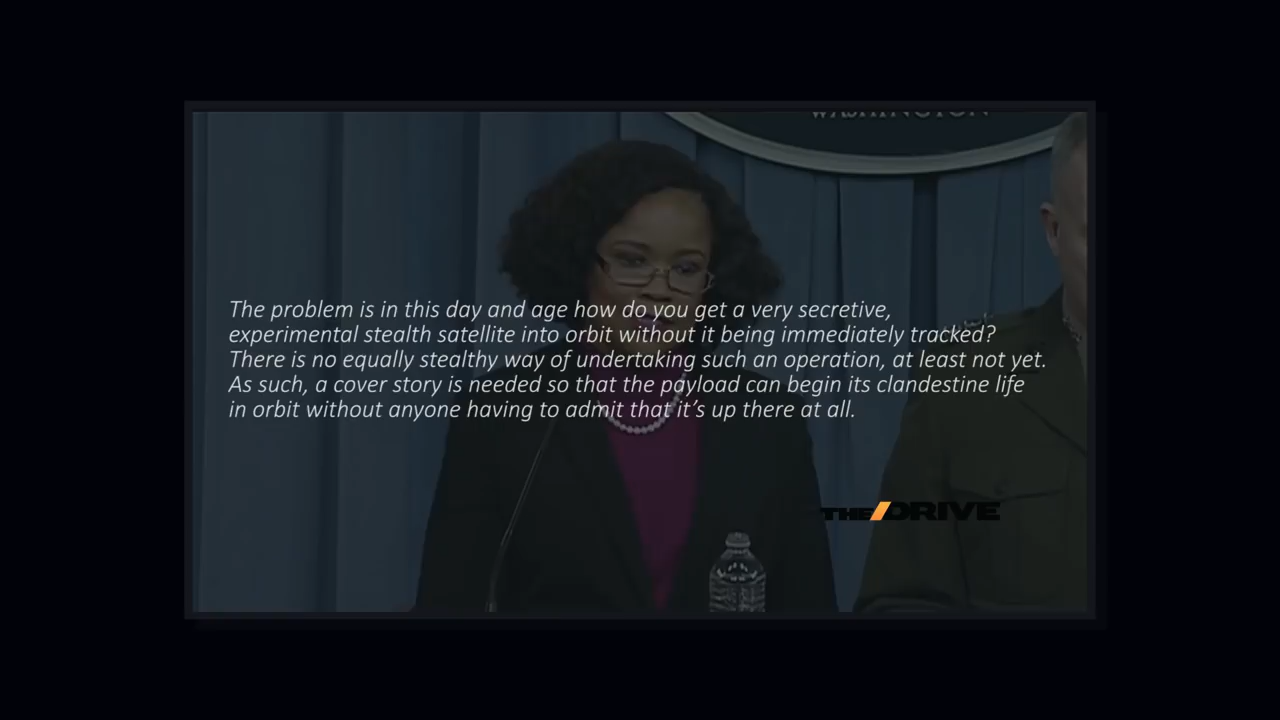 WASHINGTON
The problem is in this day and age how do you get a very secretive,
experimental stealth satellite into orbit without it being immediately tracked?
There is no equally stealthy way of undertaking such an operation, at least not yet.
As such, a cover story is needed so that the payload can begin its clandestine life
in orbit without anyone having to admit that it’s up there at all.
THE/DRIVE